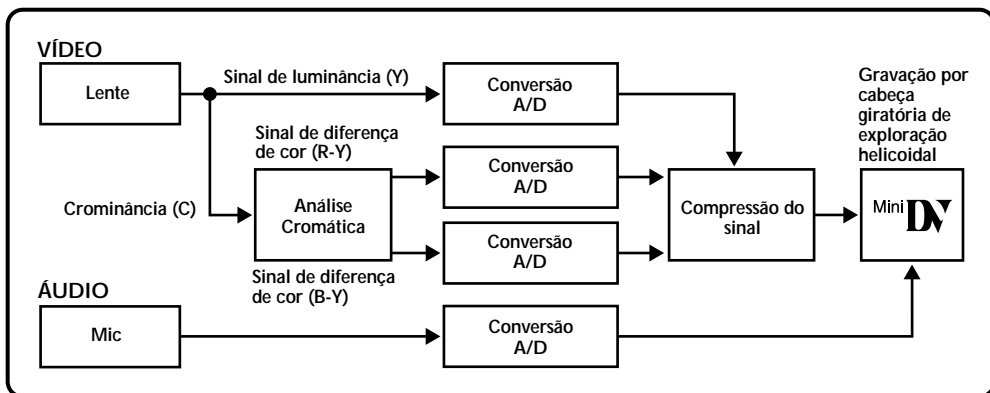 VÍDEO
Lente
Sinal de luminância (Y)
Conversão
A/D
Gravação por
cabeça
giratória de
exploração
helicoidal
Sinal de diferença
de cor (R-Y)
Conversão
A/D
Crominância (C)
Análise
Cromática
Compressão do
sinal
Mini DV
Conversão
A/D
Sinal de diferença
de cor (B-Y)
ÁUDIO
Mic
Conversão
A/D